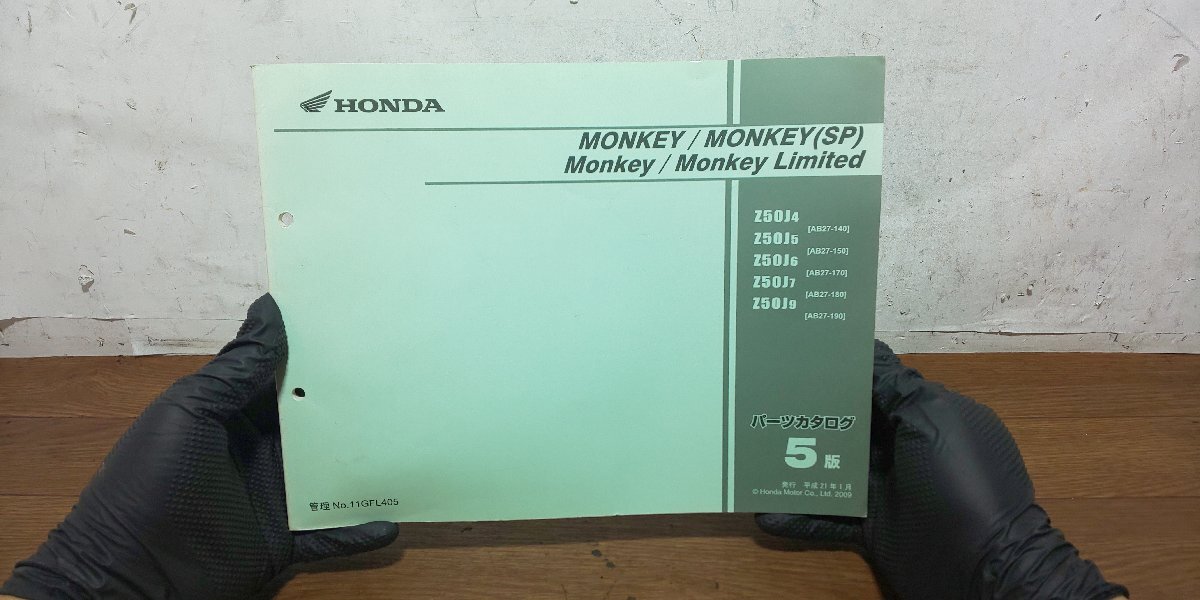 HONDA
MONKEY / MONKEY(SP)
Monkey / Monkey Limited
Z50J4
[AB27-140]
Z50J5
[AB27-150]
Z50J6
[AB27-170]
Z50J7
[AB27-180]
Z50J9
[AB27-190]
パーツカタログ
5版
発行 平成21年1月
© Honda Motor Co., Ltd. 2009
管理 No.11GFL405